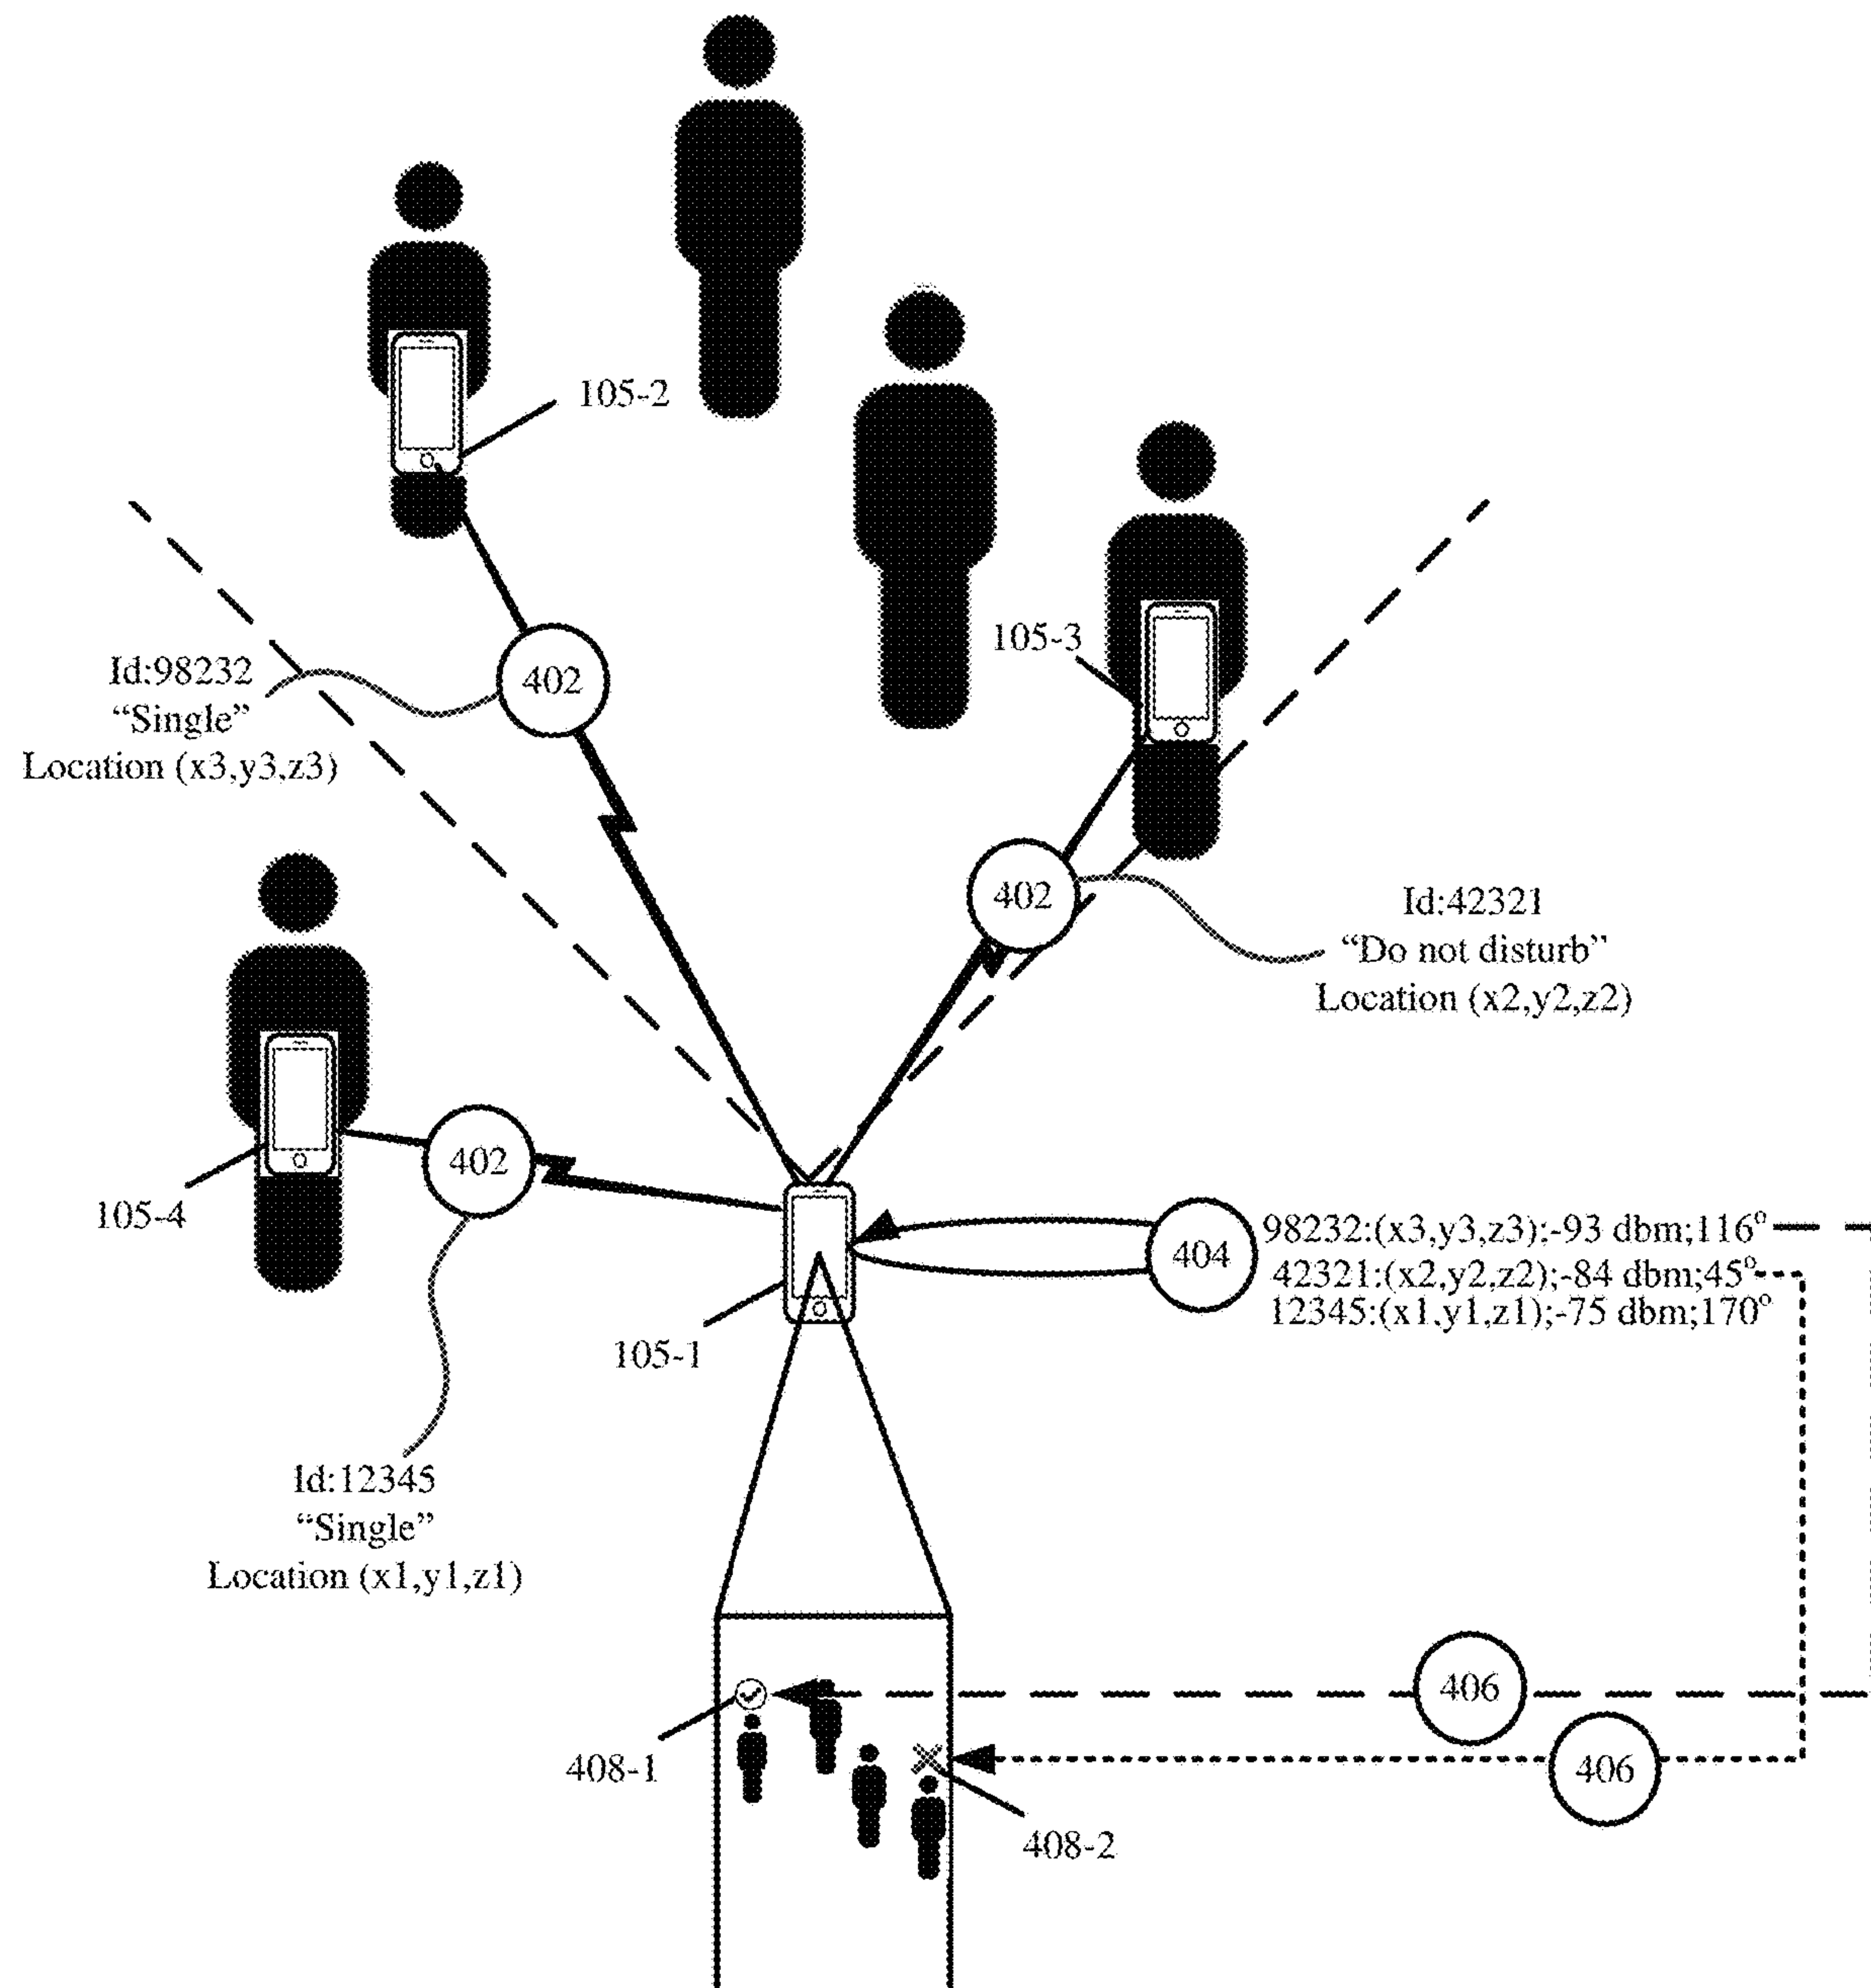 105-2
105-3
Id:98232
“Single”
Location (x3,y3,z3)
402
402
Id:42321
“Do not disturb”
Location (x2,y2,z2)
402
105-4
404
98232:(x3,y3,z3);-93 dbm;116º
42321:(x2,y2,z2);-84 dbm;45º
12345:(x1,y1,z1);-75 dbm;170º
105-1
Id:12345
“Single”
Location (x1,y1,z1)
406
406
408-1
408-2